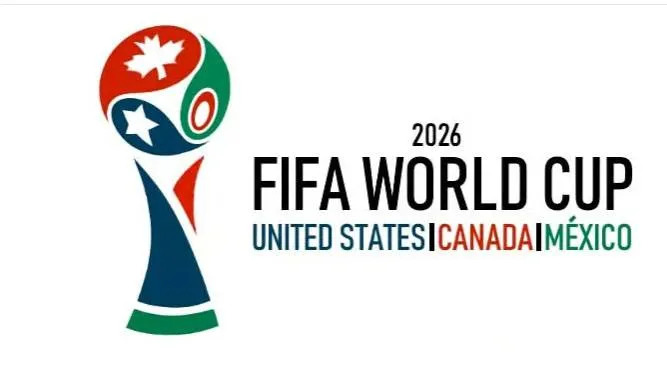 2026
FIFA WORLD CUP
UNITED STATES|CANADA|MÉXICO